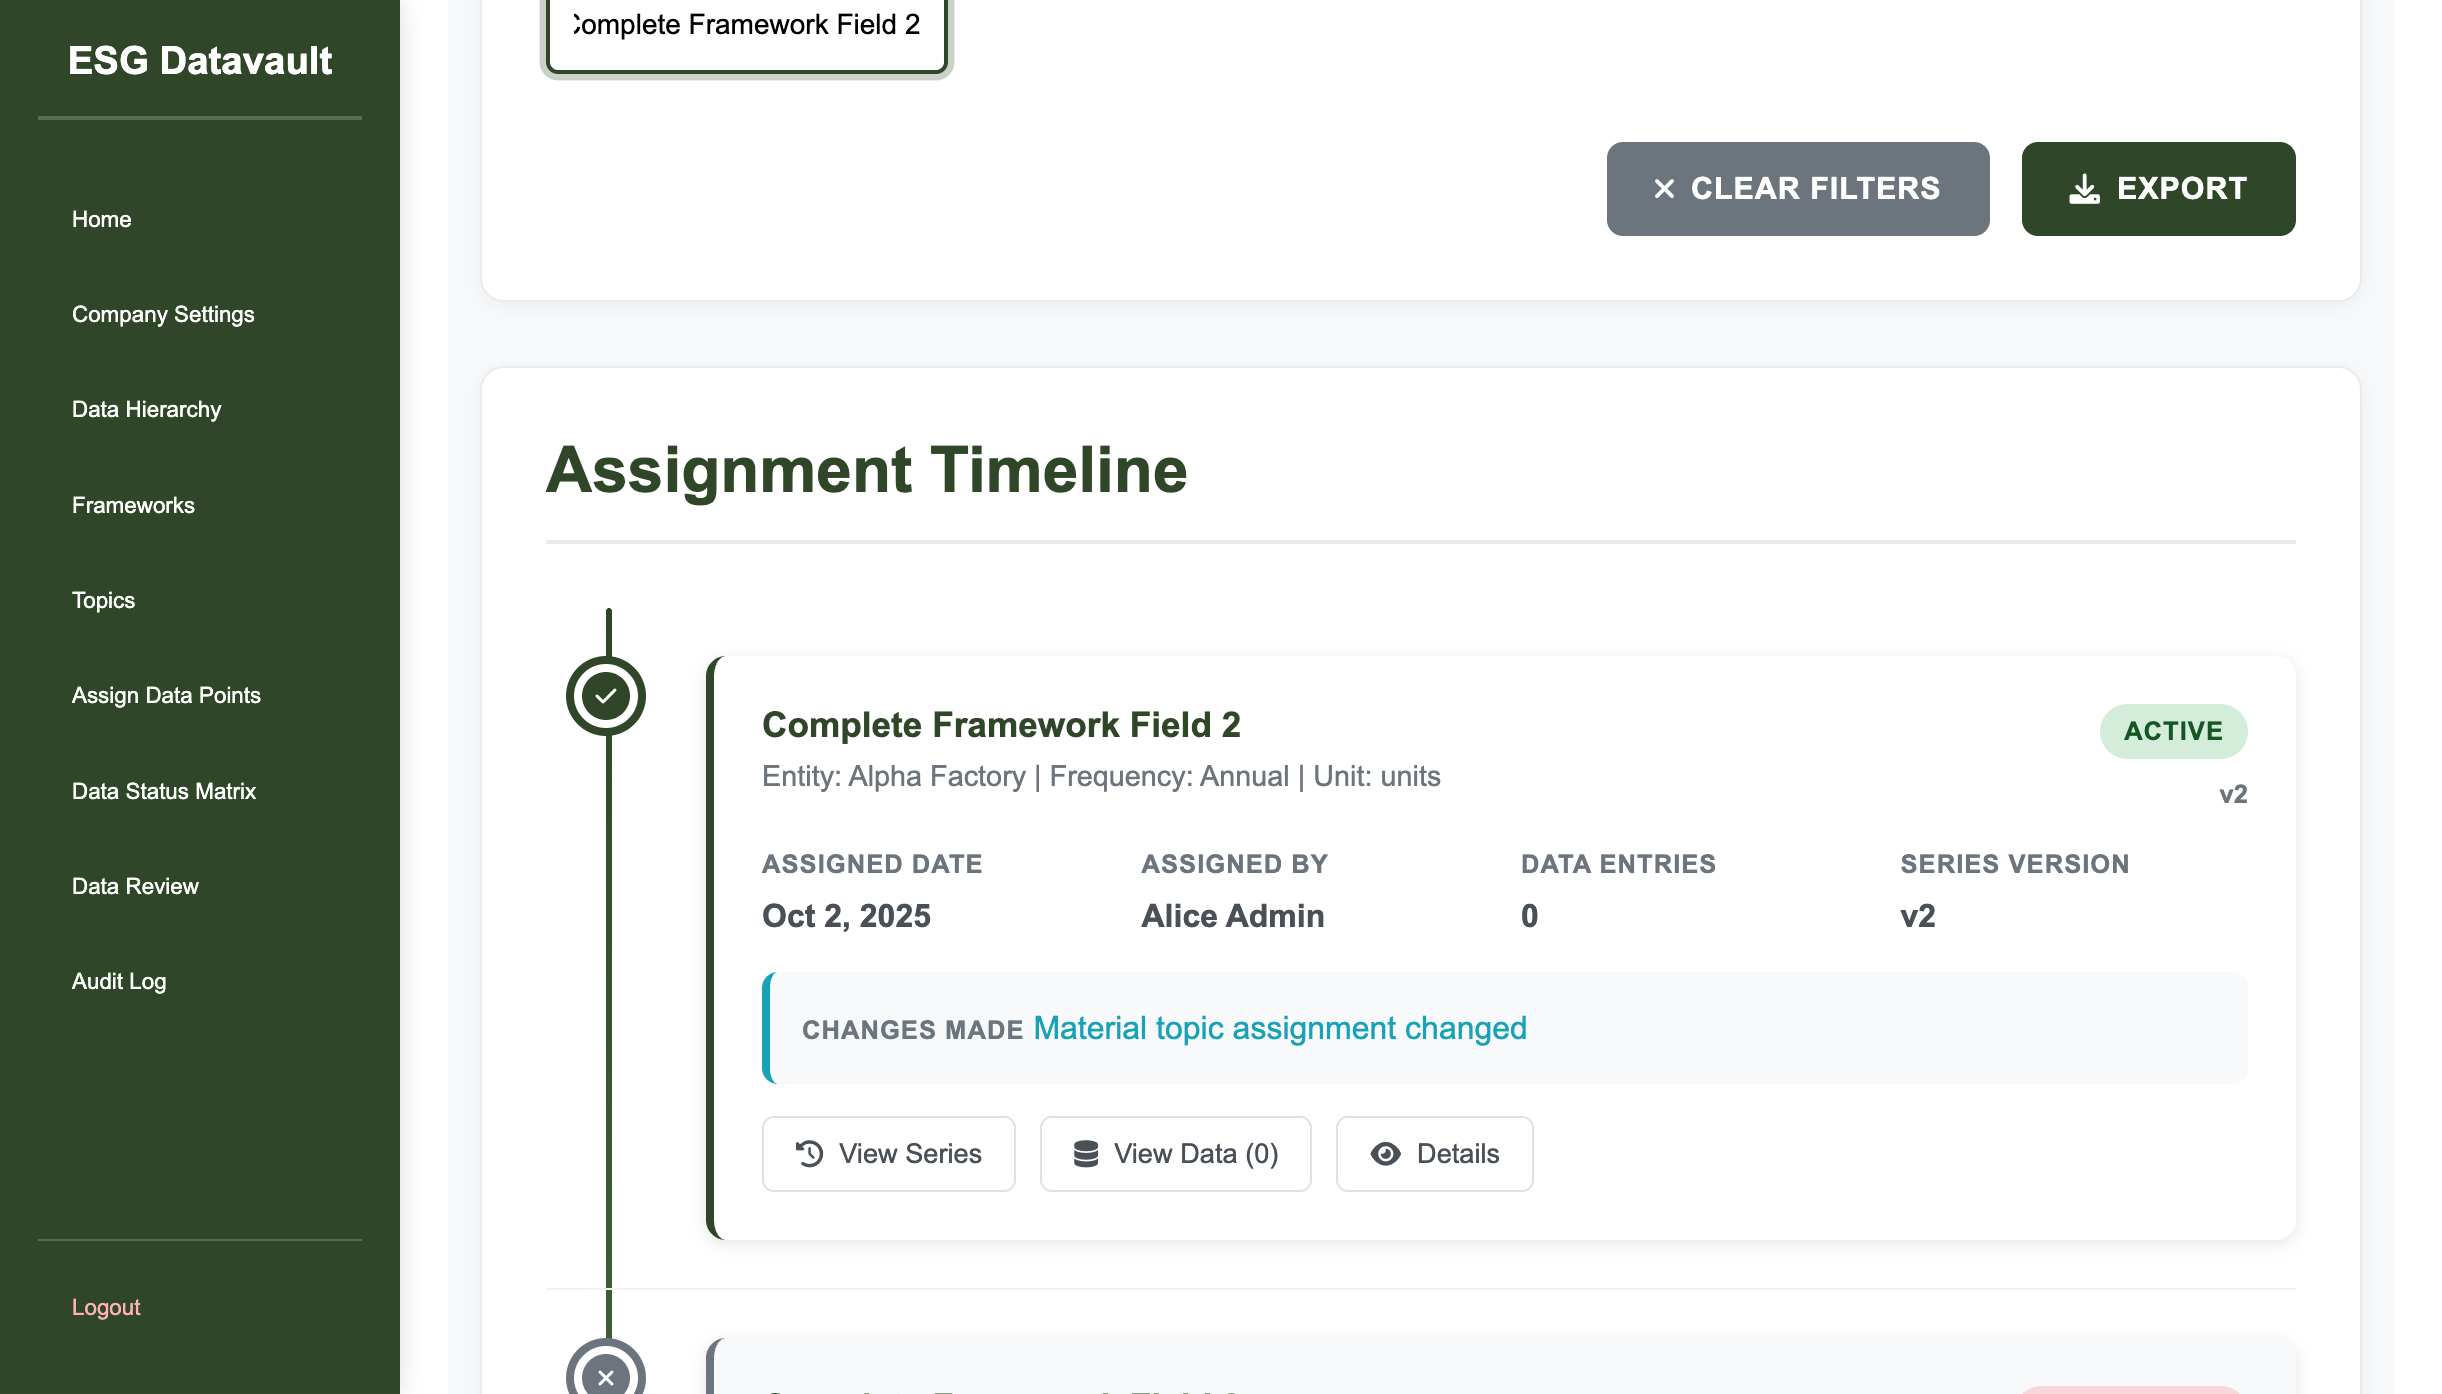 ESG Datavault
Home
Company Settings
Data Hierarchy
Frameworks
Topics
Assign Data Points
Data Status Matrix
Data Review
Audit Log
Logout
Complete Framework Field 2
CLEAR FILTERS
EXPORT
Assignment Timeline
Complete Framework Field 2
ACTIVE
Entity: Alpha Factory | Frequency: Annual | Unit: units
v2
ASSIGNED DATE
Oct 2, 2025
ASSIGNED BY
Alice Admin
DATA ENTRIES
0
SERIES VERSION
v2
CHANGES MADE Material topic assignment changed
View Series
View Data (0)
Details